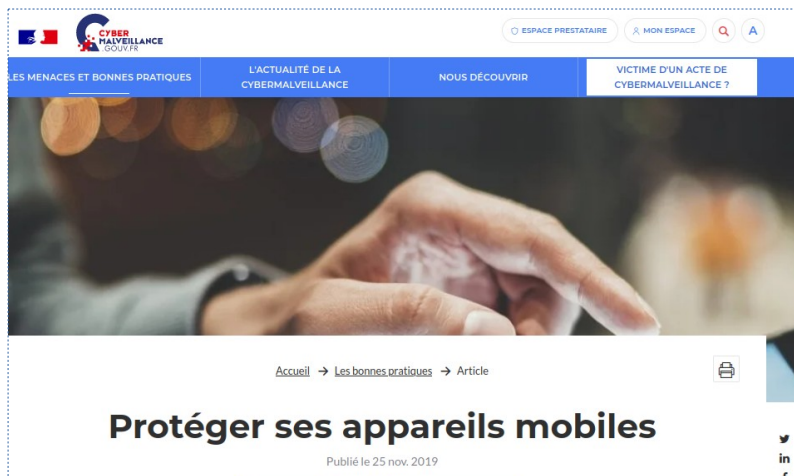 CYBER
MALVEILLANCE
.GOUV.FR
ESPACE PRESTATAIRE
MON ESPACE
A
LES MENACES ET BONNES PRATIQUES
L'ACTUALITÉ DE LA
CYBERMALVEILLANCE
NOUS DÉCOUVRIR
VICTIME D'UN ACTE DE
CYBERMALVEILLANCE ?
Accueil → Les bonnes pratiques → Article
Protéger ses appareils mobiles
Publié le 25 nov. 2019
in